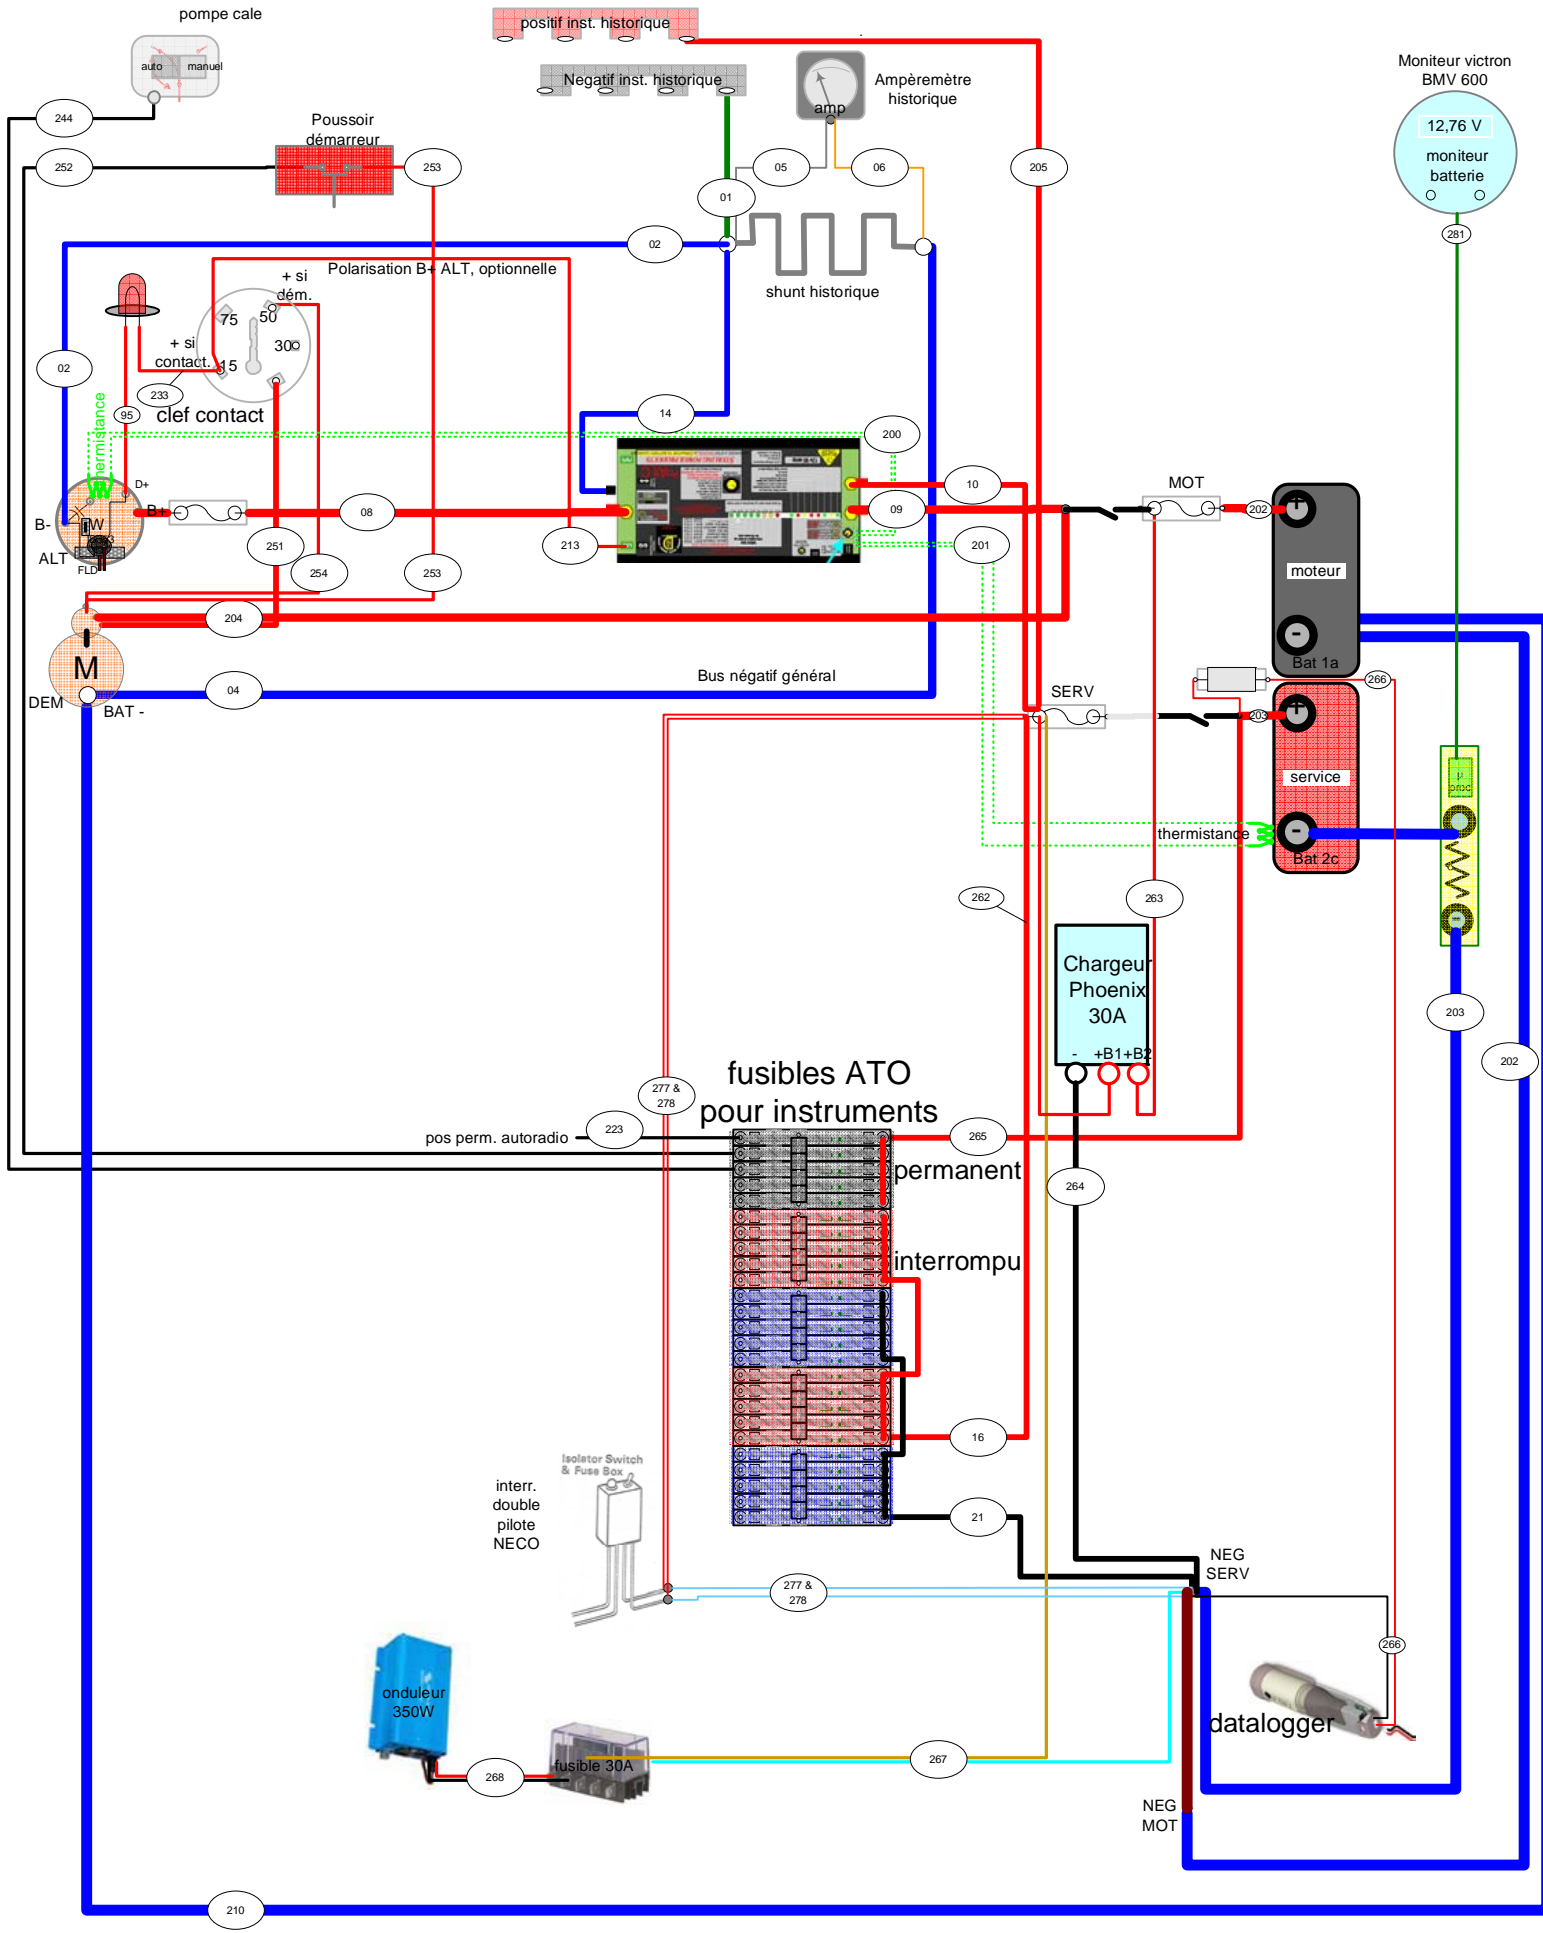 pompe cale
positif inst. historique
Moniteur victron
BMV 600
auto
manuel
Negatif inst. historique
Ampèremètre
historique
amp
244
Poussoir
démarreur
12,76 V
moniteur
batterie
252
253
05
06
205
01
281
02
Polarisation B+ ALT, optionnelle
+ si
dém.
shunt historique
75
50
30
+ si
contact.
15
02
233
95
clef contact
14
thermistance
200
D+
10
MOT
B-
W
B+
08
09
202
ALT
FLD
251
213
201
254
253
moteur
204
M
Bat 1a
Bus négatif général
266
04
DEM
BAT -
SERV
203
service
µ
proc
thermistance
Bat 2c
262
263
Chargeur
Phoenix
30A
203
- +B1 +B2
202
fusibles ATO
pour instruments
277 &
278
223
pos perm. autoradio
265
permanent
264
interrompu
16
Isolator Switch
& Fuse Box
interr.
double
pilote
NECO
21
NEG
SERV
277 &
278
266
onduleur
350W
datalogger
fusible 30A
267
268
NEG
MOT
210